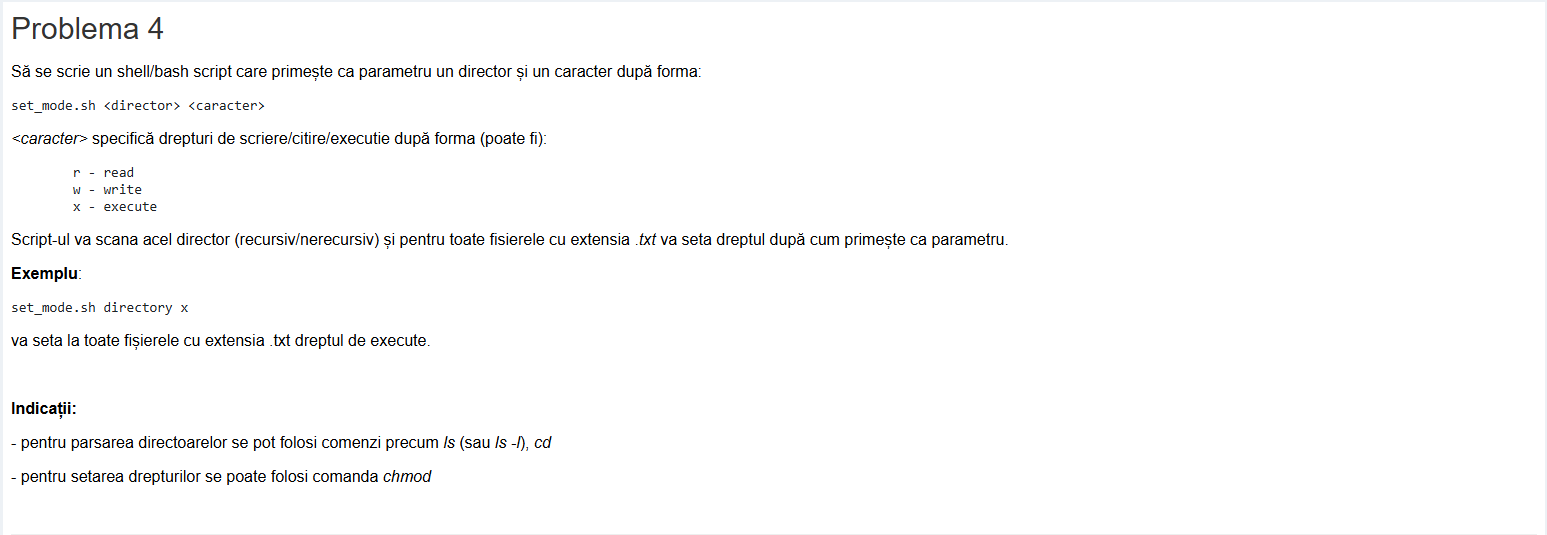 Problema 4
Să se scrie un shell/bash script care primește ca parametru un director și un caracter după forma:
set_mode.sh <director> <caracter>
<caracter> specifică drepturi de scriere/citire/executie după forma (poate fi):
r - read
w - write
x - execute
Script-ul va scana acel director (recursiv/nerecursiv) și pentru toate fisierele cu extensia .txt va seta dreptul după cum primește ca parametru.
Exemplu:
set_mode.sh directory x
va seta la toate fișierele cu extensia .txt dreptul de execute.
Indicații:
- pentru parsarea directoarelor se pot folosi comenzi precum ls (sau ls -l), cd
- pentru setarea drepturilor se poate folosi comanda chmod